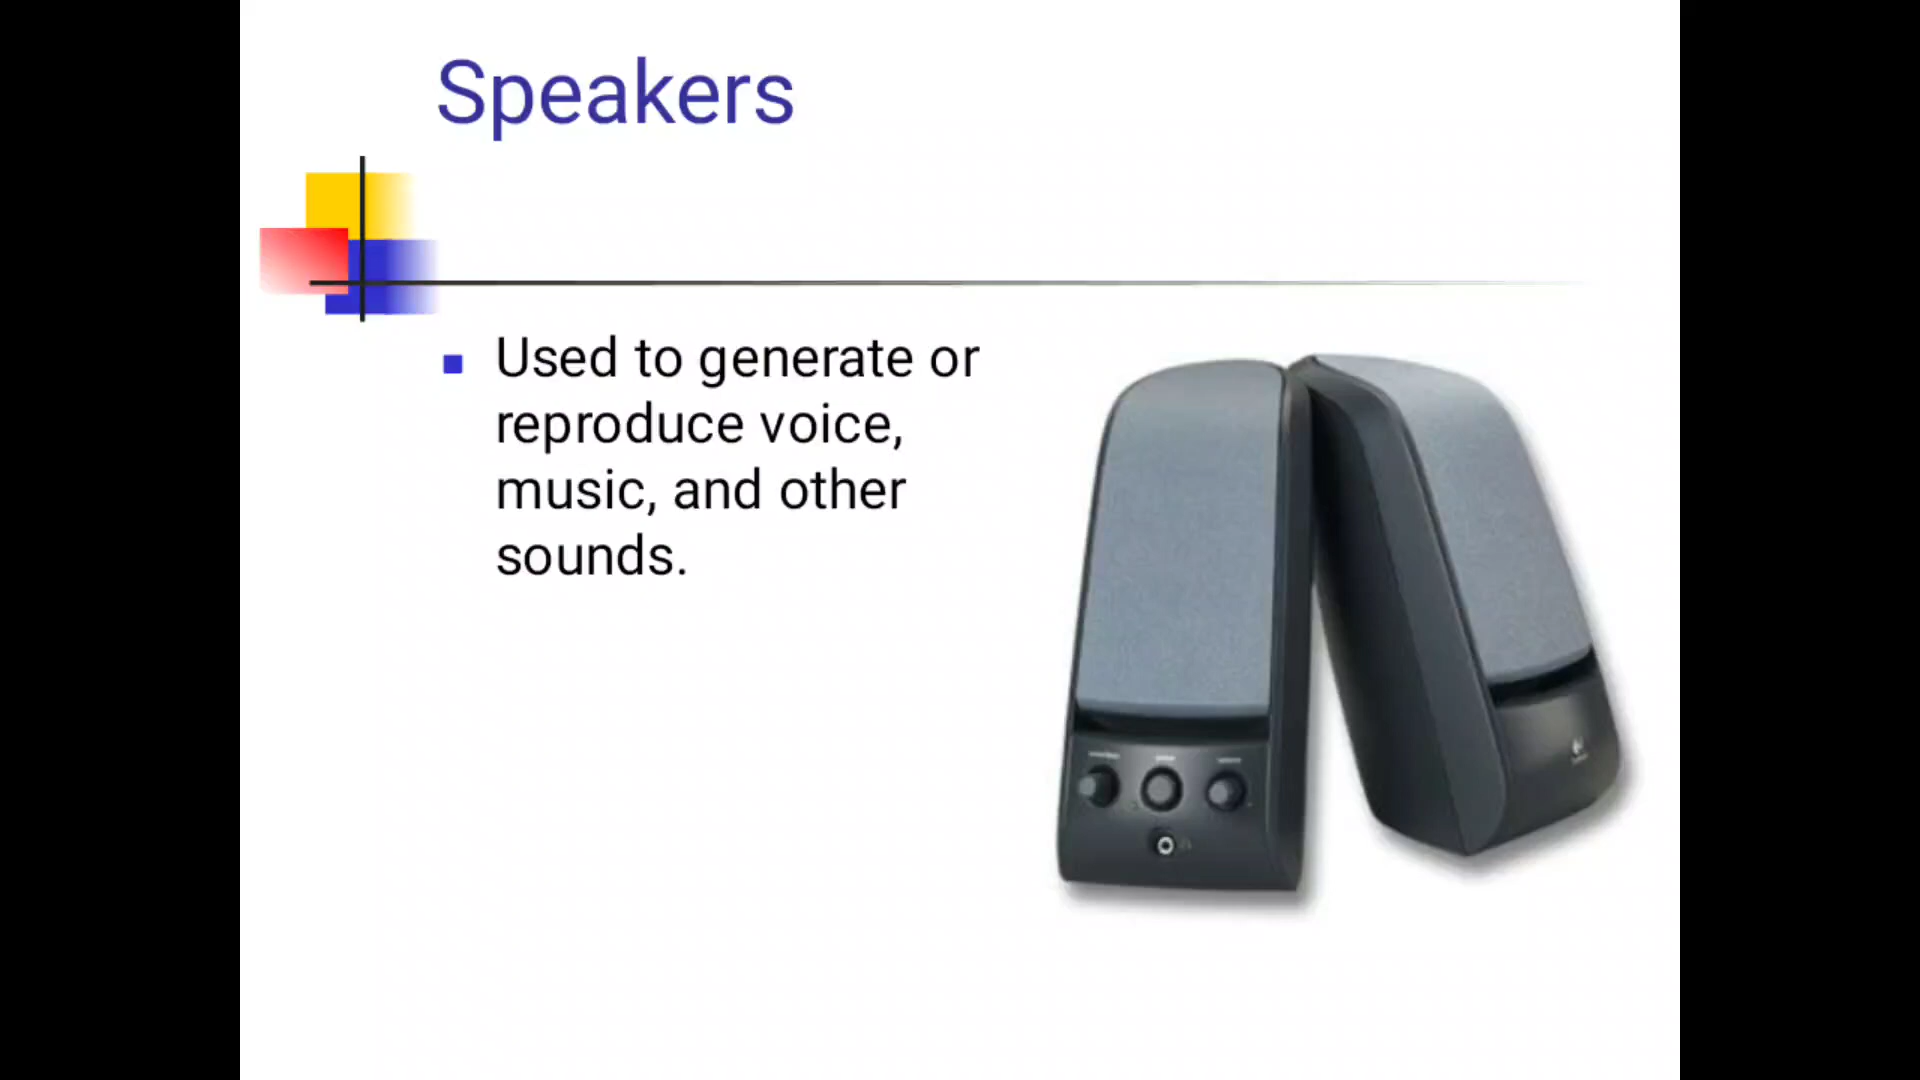 Speakers
Used to generate or
reproduce voice,
music, and other
sounds.